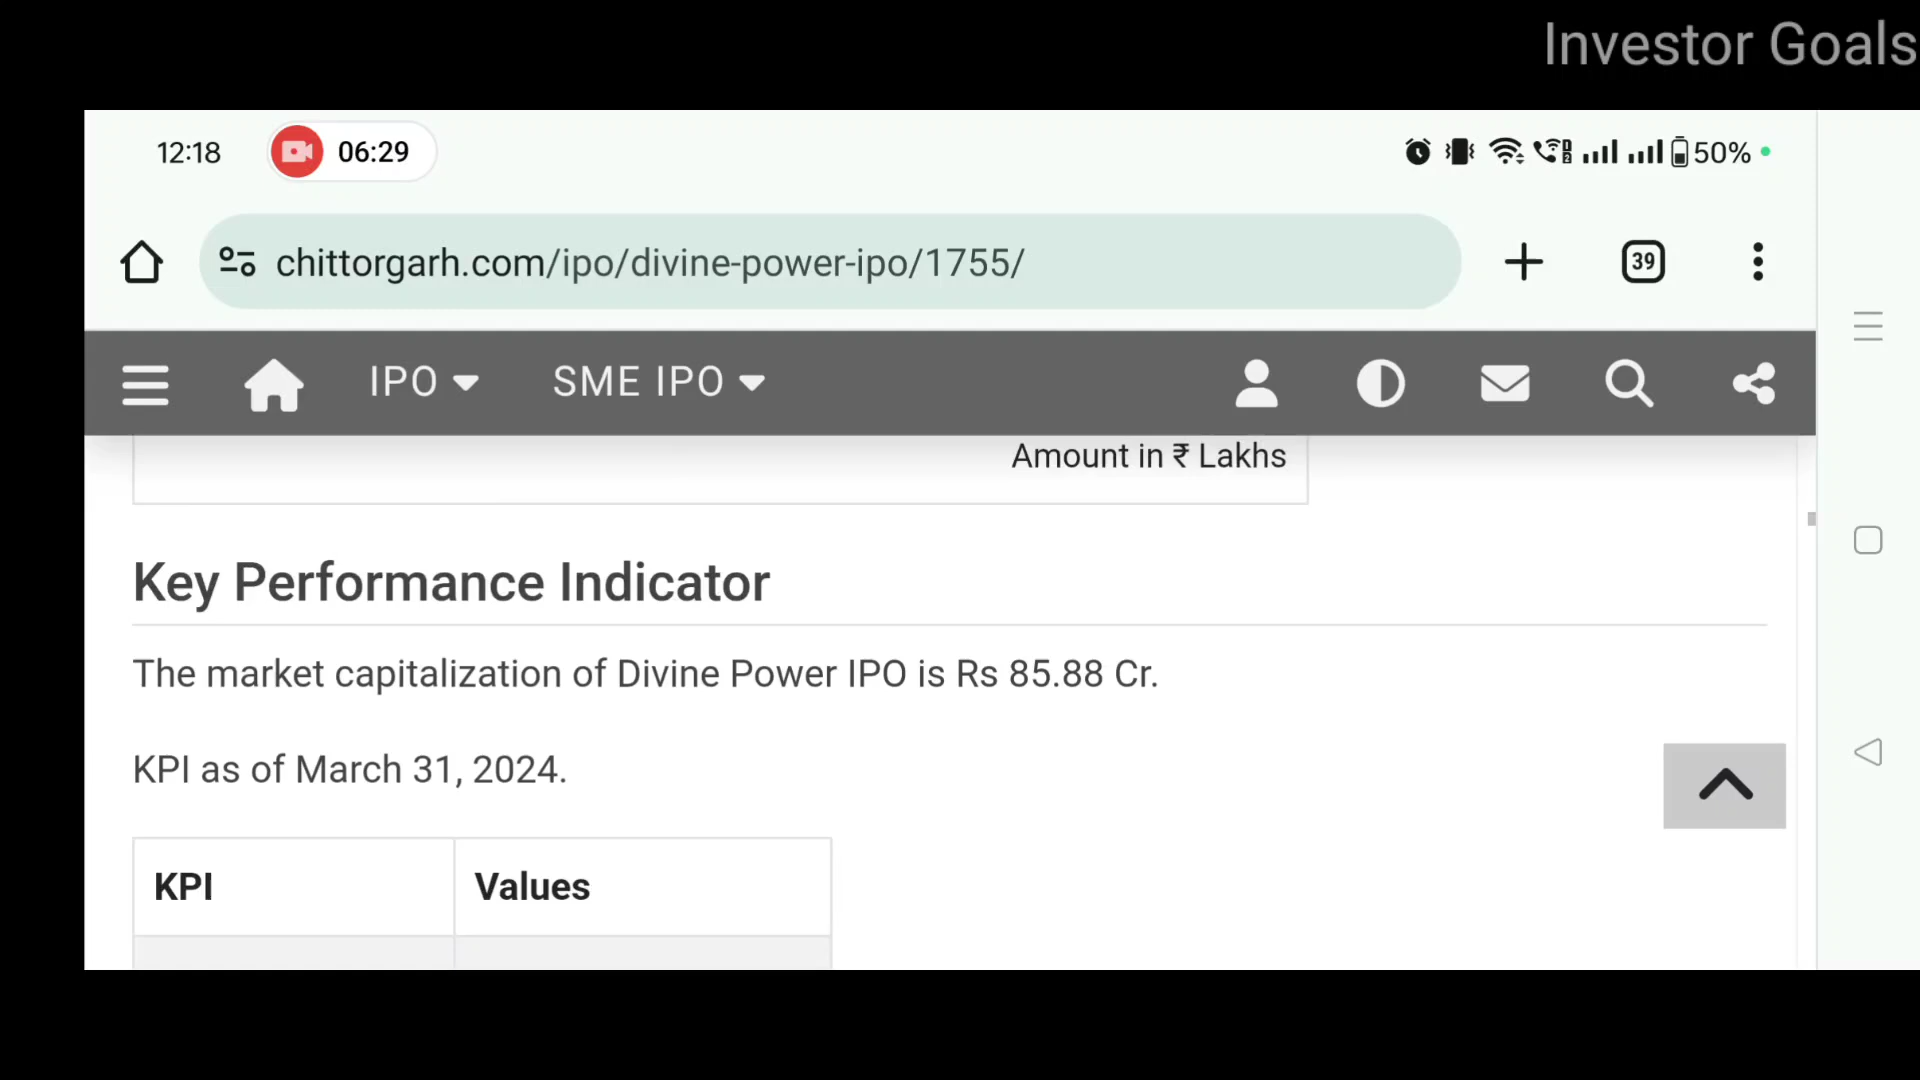 Investor Goals
12:18 06:29 50%
chittorgarh.com/ipo/divine-power-ipo/1755/ 39
IPO SME IPO
Amount in ₹ Lakhs
Key Performance Indicator
The market capitalization of Divine Power IPO is Rs 85.88 Cr.
KPI as of March 31, 2024.
KPI Values